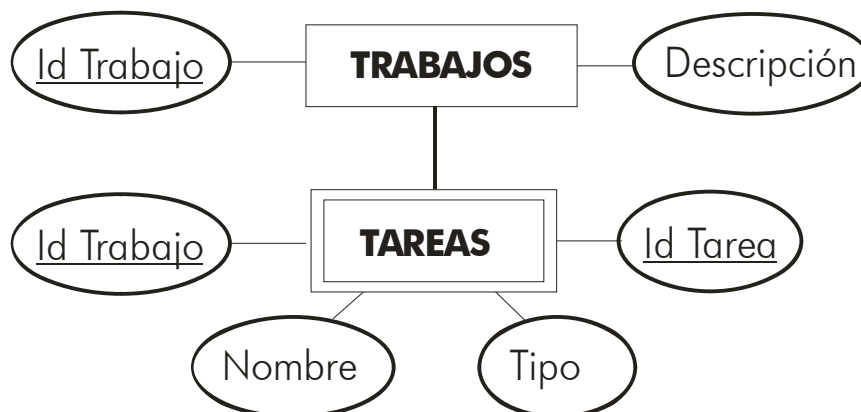 Id Trabajo
TRABAJOS
Descripción
Id Trabajo
TAREAS
Id Tarea
Nombre
Tipo